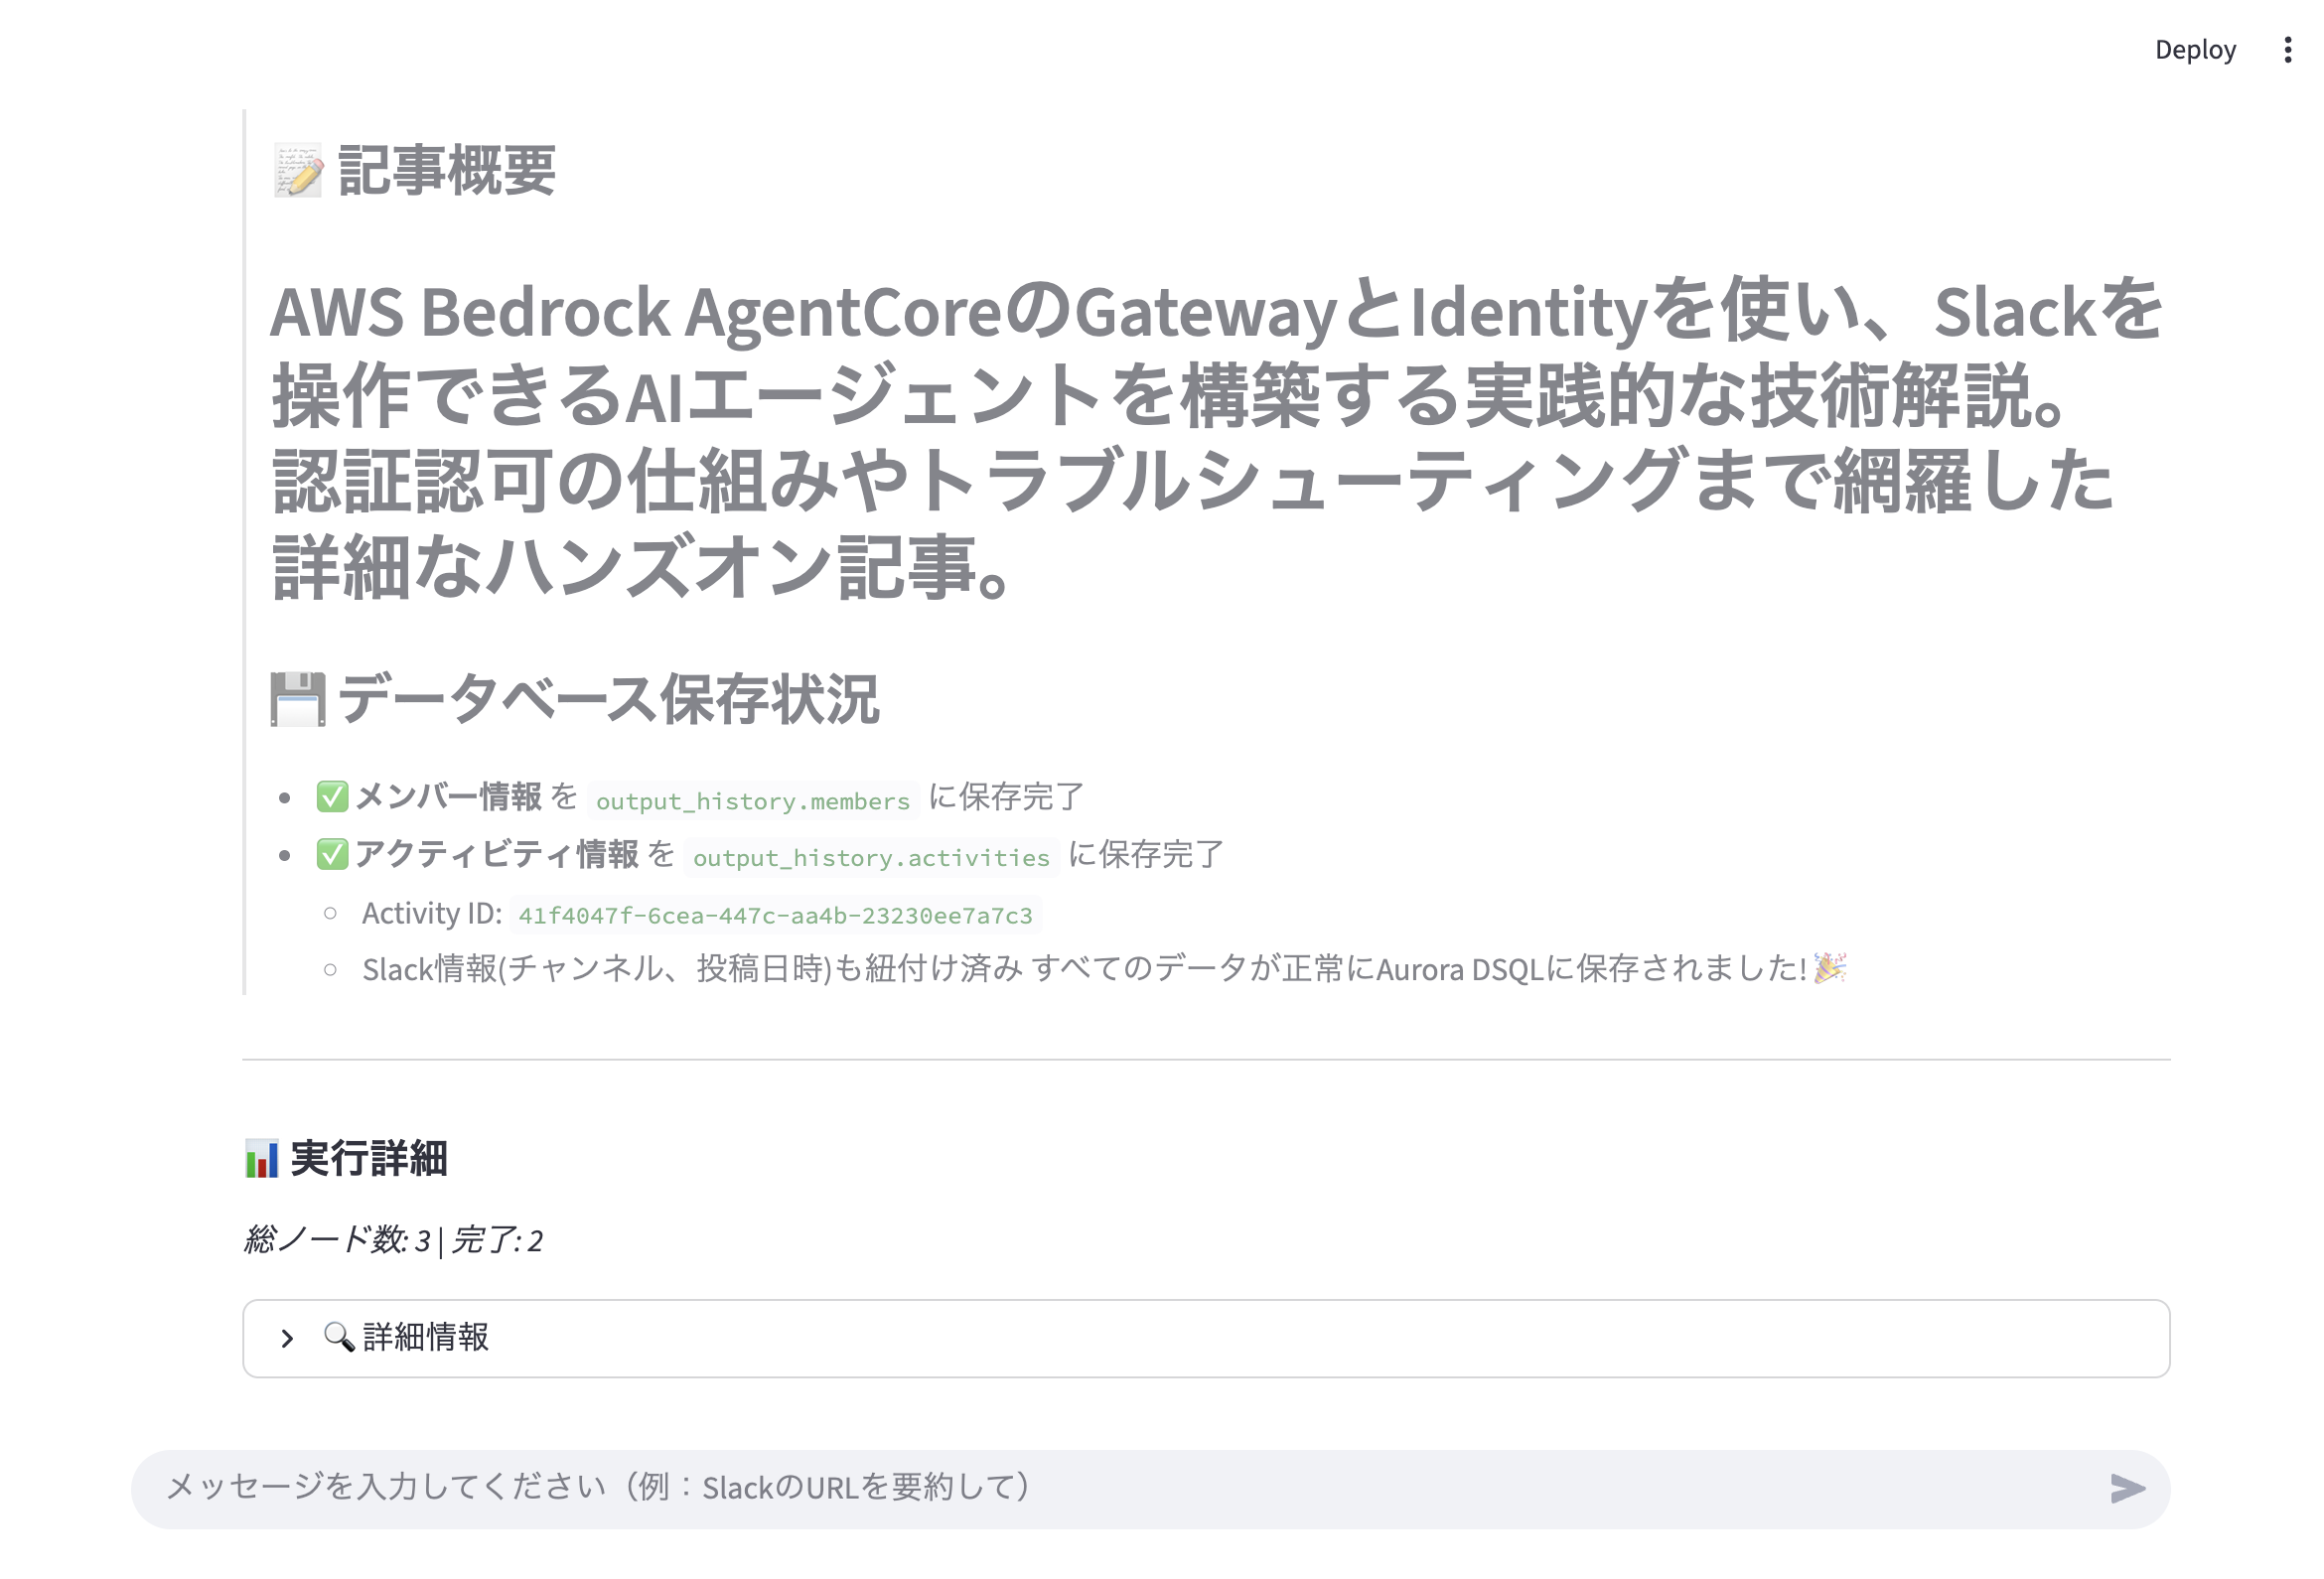 Deploy
📝 記事概要
AWS Bedrock AgentCoreのGatewayとIdentityを使い、Slackを
操作できるAIエージェントを構築する実践的な技術解説。
認証認可の仕組みやトラブルシューティングまで網羅した
詳細なハンズオン記事。
💾 データベース保存状況
• ✅ メンバー情報 を output_history.members に保存完了
• ✅ アクティビティ情報 を output_history.activities に保存完了
○ Activity ID: 41f4047f-6cea-447c-aa4b-23230ee7a7c3
○ Slack情報(チャンネル、投稿日時)も紐付け済み すべてのデータが正常にAurora DSQLに保存されました! 🎉
📊 実行詳細
総ノード数: 3 | 完了: 2
🔍 詳細情報
メッセージを入力してください（例：SlackのURLを要約して）